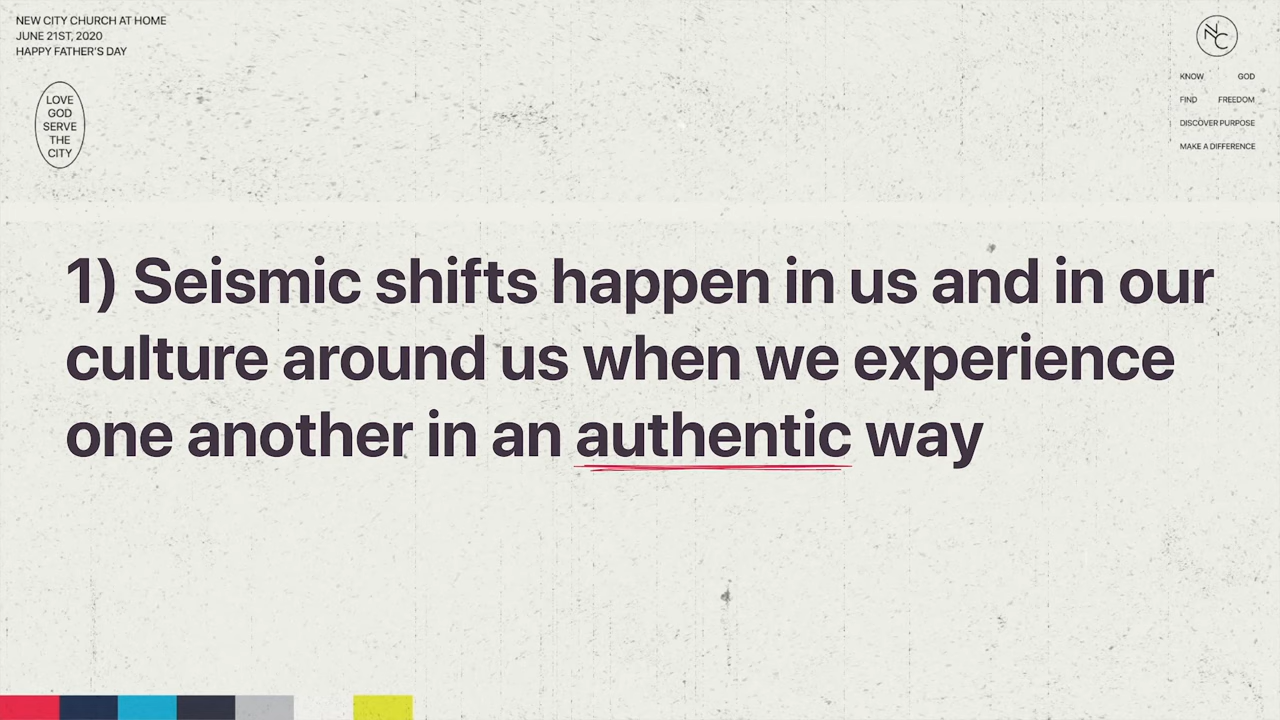 NEW CITY CHURCH AT HOME
JUNE 21ST, 2020
HAPPY FATHER'S DAY
LOVE
GOD
SERVE
THE
CITY
NC
KNOW GOD
FIND FREEDOM
DISCOVER PURPOSE
MAKE A DIFFERENCE
1) Seismic shifts happen in us and in our
culture around us when we experience
one another in an authentic way